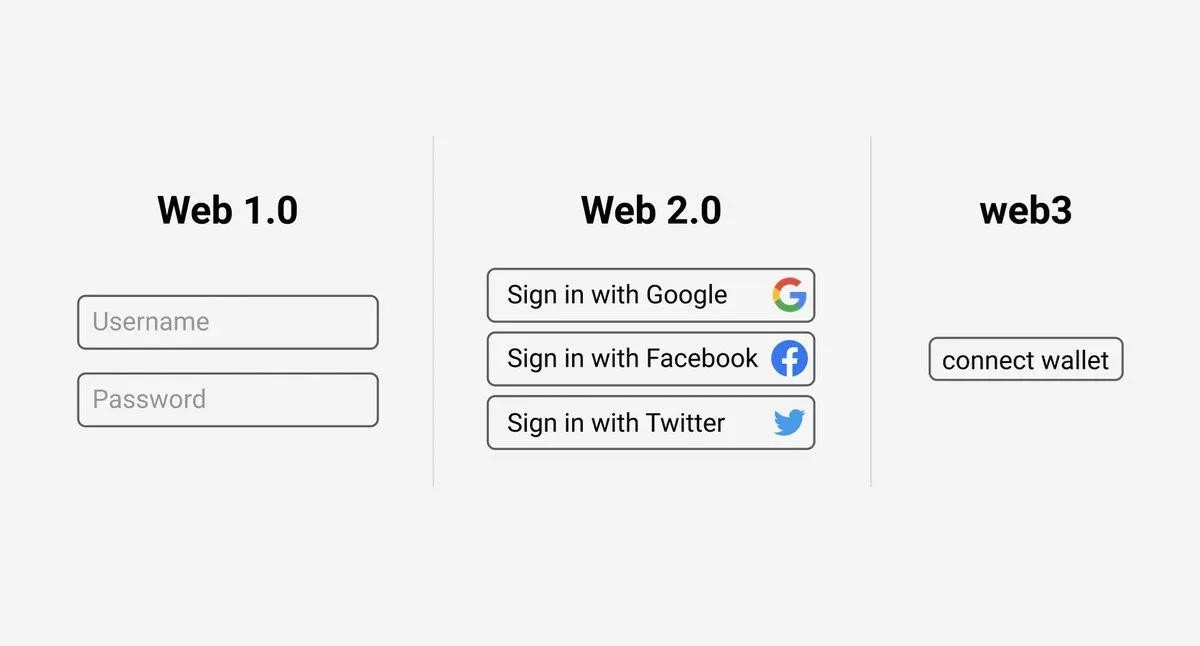 Web 1.0
Username
Password
Web 2.0
Sign in with Google
Sign in with Facebook
Sign in with Twitter
web3
connect wallet